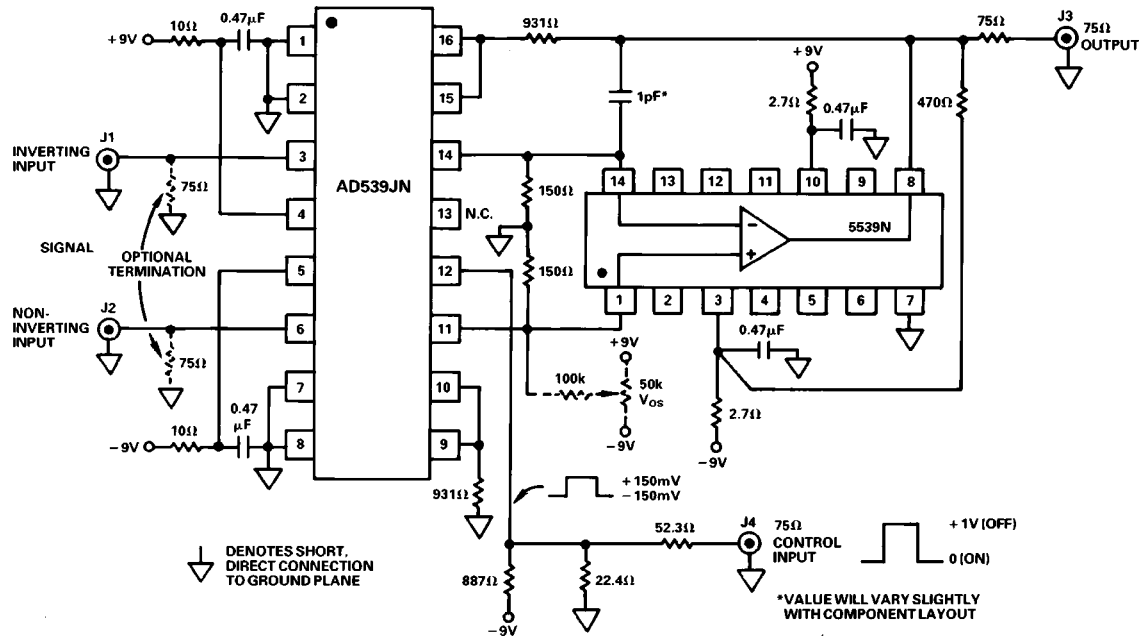 +9V
10Ω
0.47μF
1
2
3
4
5
6
7
8
16
15
14
13
12
11
10
9
AD539JN
N.C.
J1
INVERTING
INPUT
75Ω
SIGNAL
OPTIONAL
TERMINATION
NON-
INVERTING
INPUT
J2
75Ω
-9V
10Ω
0.47
μF
931Ω
1pF*
150Ω
150Ω
+9V
2.7Ω
0.47μF
470Ω
75Ω
J3
75Ω
OUTPUT
14
13
12
11
10
9
8
5539N
-
+
1
2
3
4
5
6
7
0.47μF
2.7Ω
-9V
100k
+9V
50k
VOS
-9V
931Ω
+150mV
-150mV
52.3Ω
J4
75Ω
CONTROL
INPUT
+1V (OFF)
0 (ON)
887Ω
-9V
22.4Ω
DENOTES SHORT,
DIRECT CONNECTION
TO GROUND PLANE
*VALUE WILL VARY SLIGHTLY
WITH COMPONENT LAYOUT